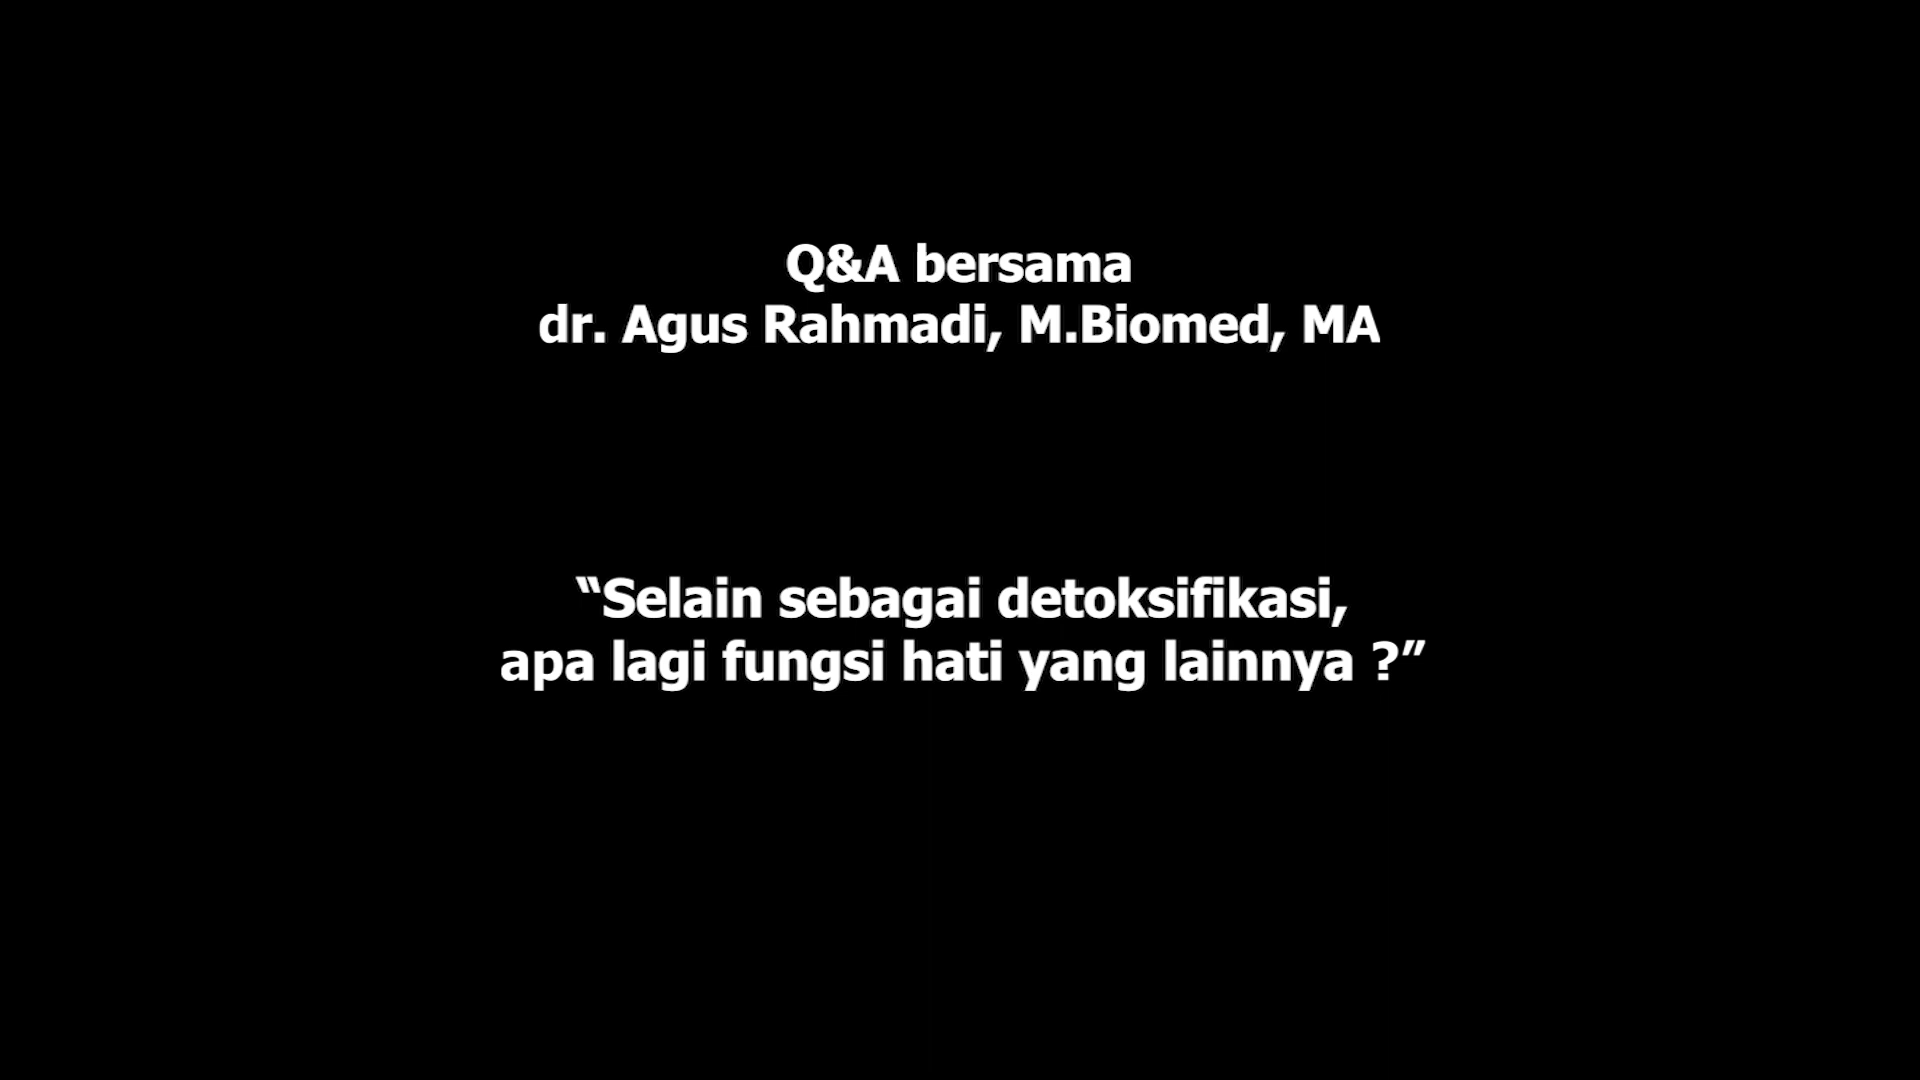 Q&A bersama
dr. Agus Rahmadi, M.Biomed, MA
“Selain sebagai detoksifikasi,
apa lagi fungsi hati yang lainnya ?”